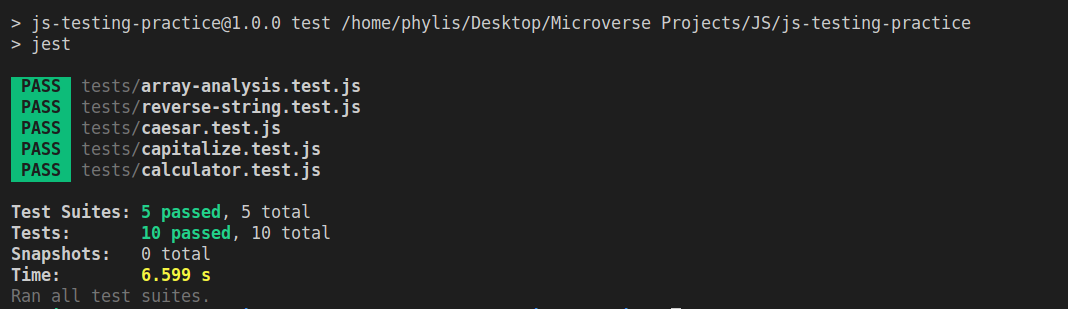 > js-testing-practice@1.0.0 test /home/phylis/Desktop/Microverse Projects/JS/js-testing-practice
> jest
PASS tests/array-analysis.test.js
PASS tests/reverse-string.test.js
PASS tests/caesar.test.js
PASS tests/capitalize.test.js
PASS tests/calculator.test.js
Test Suites: 5 passed, 5 total
Tests: 10 passed, 10 total
Snapshots: 0 total
Time: 6.599 s
Ran all test suites.